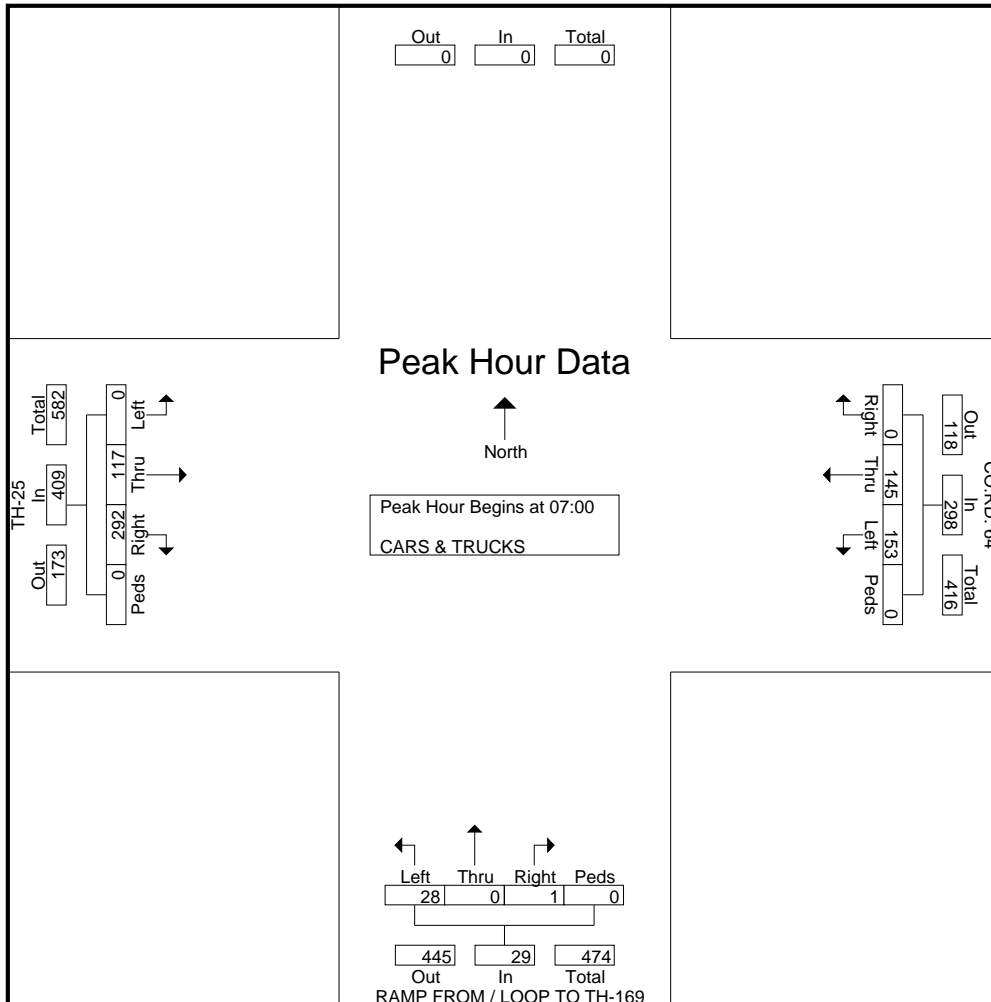 Out In Total
0 0 0
Peak Hour Data
North
Peak Hour Begins at 07:00
CARS & TRUCKS
TH-25
Total In Out
582 409 173
0 117 292 0
Left Thru Right Peds
Right Thru Left Peds
0 145 153 0
Out In Total
118 298 416
Left Thru Right Peds
28 0 1 0
445 29 474
Out In Total
RAMP FROM / LOOP TO TH-169